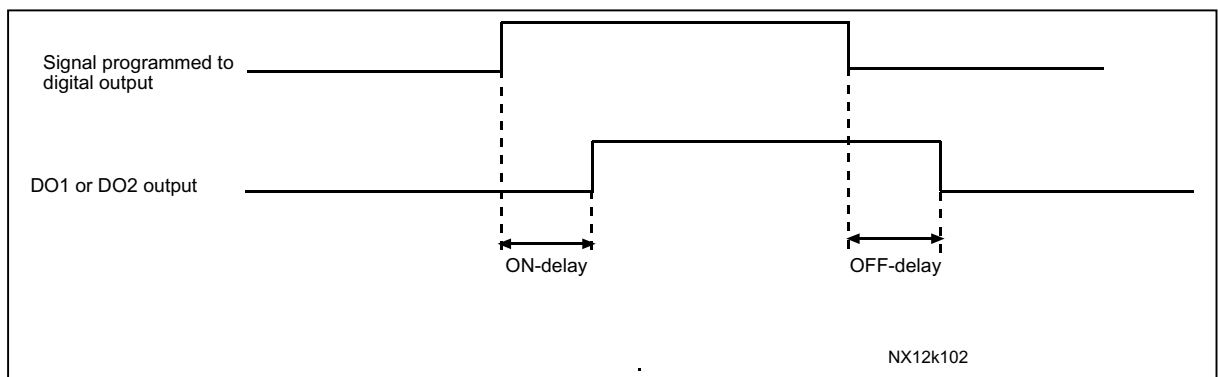 Signal programmed to
digital output
DO1 or DO2 output
ON-delay
OFF-delay
NX12k102